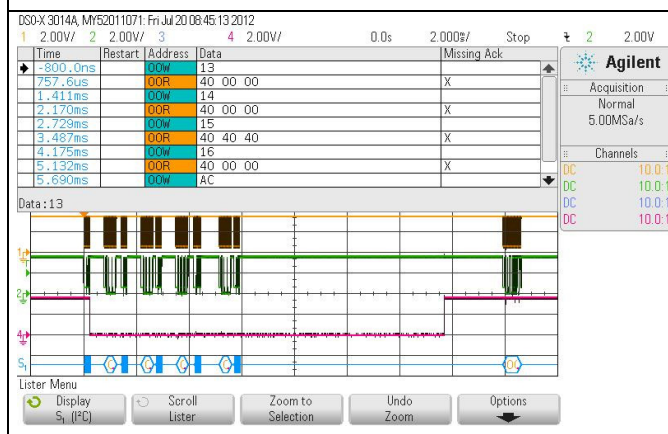 DSO-X 3014A, MY52011071: Fri Jul 20 08:45:13 2012
1 2.00V/ 2 2.00V/ 3 4 2.00V/ 0.0s 2.000s/ Stop 2 2.00V
Time Restart Address Data Missing Ack
-800.0ns 00W 13
757.6us 00R 40 00 00 X
1.411ms 00W 14
2.170ms 00R 40 00 00 X
2.729ms 00W 15
3.487ms 00R 40 40 40 X
4.175ms 00W 16
5.132ms 00R 40 00 00 X
5.690ms 00W AC
Data:13
Agilent
Acquisition
Normal
5.00MSa/s
Channels
DC 10.0:1
DC 10.0:1
DC 10.0:1
DC 10.0:1
1
2
4
S1
Lister Menu
Display
S1 (I²C)
Scroll
Lister
Zoom to
Selection
Undo
Zoom
Options